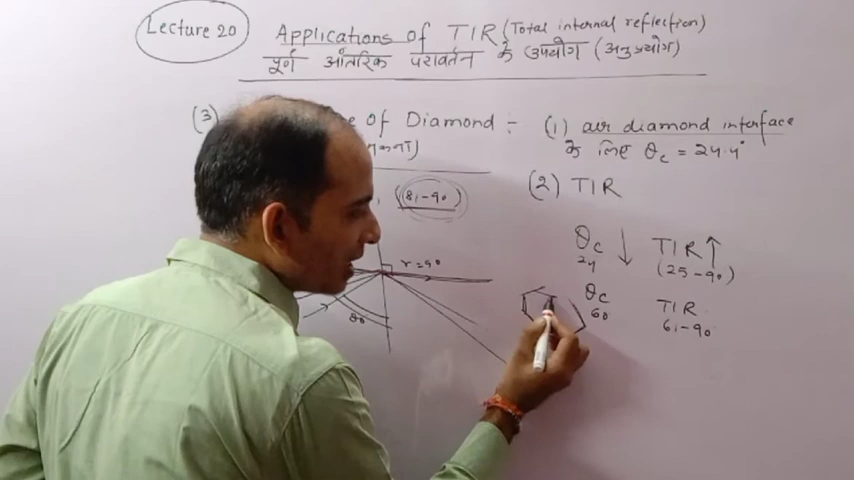 Lecture 20
Applications of TIR (Total internal reflection)
पूर्ण आंतरिक परावर्तन के उपयोग (अनुप्रयोग)
(3) of Diamond :-
(1) air diamond interface
के लिए θc = 24.4°
(81-90)
(2) TIR
θc ↓ TIR ↑
24 (25-90)
r = 90
θc TIR
60 61-90
80